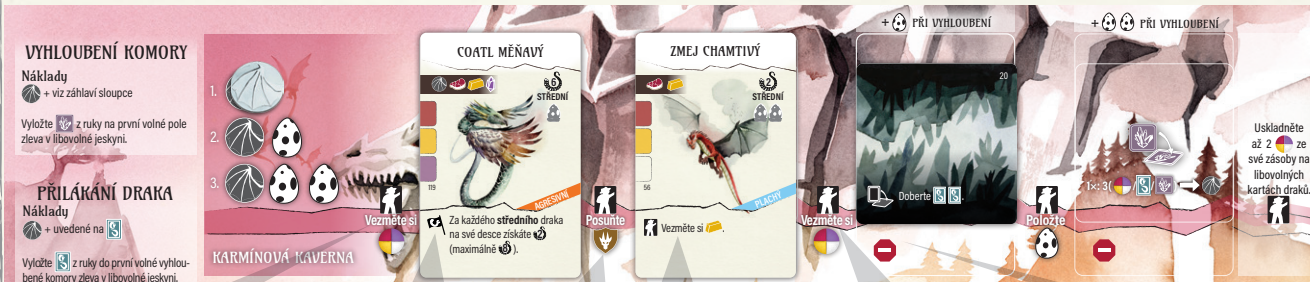 VYHLOUBENÍ KOMORY
Náklady
+ viz záhlaví sloupce
Vyložte z ruky na první volné pole
zleva v libovolné jeskyni.
PŘILÁKÁNÍ DRAKA
Náklady
+ uvedené na
Vyložte z ruky do první volné vyhlou-
bené komory zleva v libovolné jeskyni.
1.
2.
3.
KARMÍNOVÁ KAVERNA
Vezměte si
COATL MĚŇAVÝ
6
STŘEDNÍ
119
AGRESIVNÍ
Za každého středního draka
na své desce získáte 2
(maximálně 8).
Posuňte
ZMEJ CHAMTIVÝ
2
STŘEDNÍ
56
PLACHÝ
Vezměte si .
Vezměte si
+ PŘI VYHLOUBENÍ
20
Doberte .
Položte
+ PŘI VYHLOUBENÍ
1×: 3
Uskladněte
až 2 ze
své zásoby na
libovolných
kartách draků.